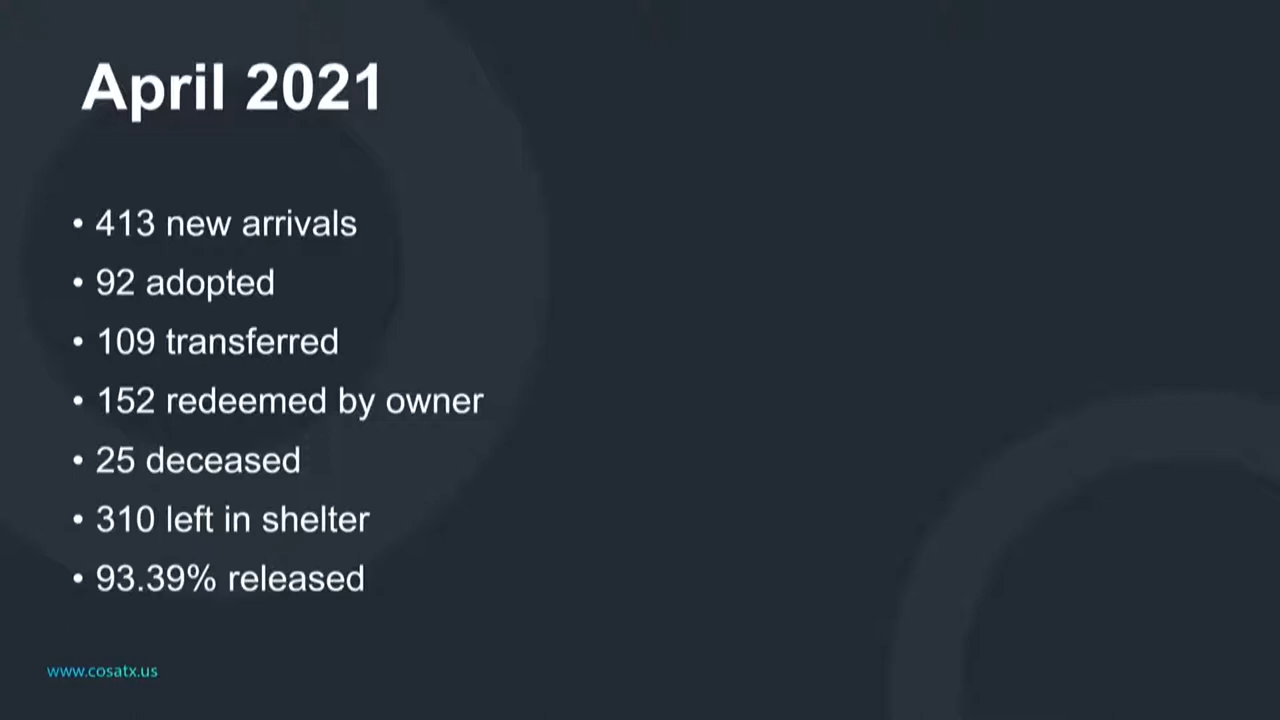 April 2021
• 413 new arrivals
• 92 adopted
• 109 transferred
• 152 redeemed by owner
• 25 deceased
• 310 left in shelter
• 93.39% released
www.cosatx.us